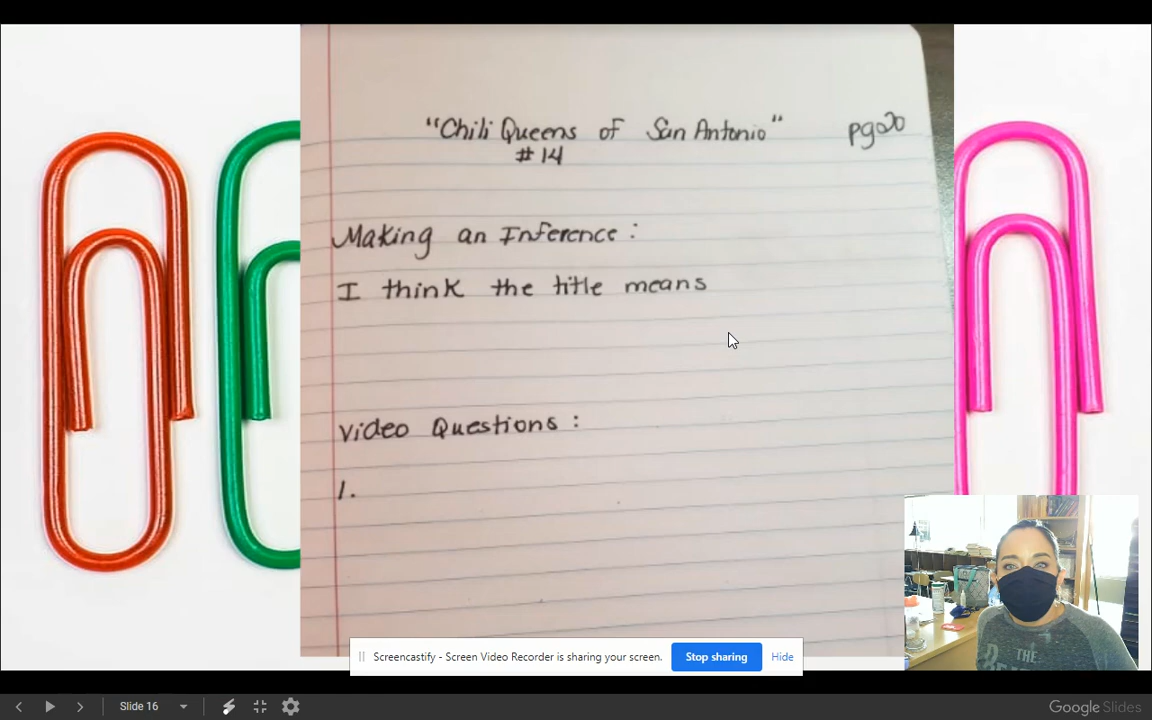 "Chili Queens of San Antonio" pg20
#14
Making an Inference:
I think the title means
Video Questions:
1.
THE
Screencastify - Screen Video Recorder is sharing your screen. Stop sharing Hide
Slide 16 Google Slides